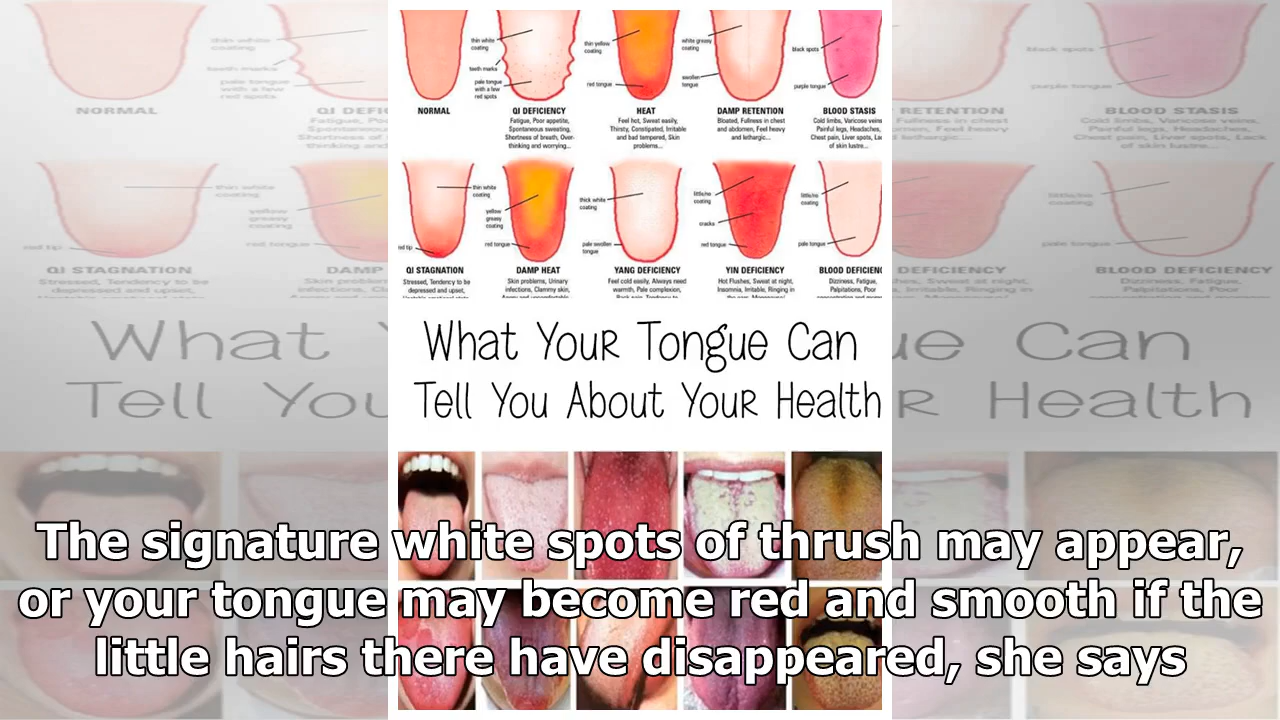 thin white
coating
teeth marks
pale tongue
with a few
red spots
thin yellow
coating
red tongue
white greasy
coating
swollen
tongue
black spots
purple tongue
NORMAL
QI DEFICIENCY
Fatigue, Poor appetite,
Spontaneous sweating,
Shortness of breath, Over-
thinking and worrying...
HEAT
Feel hot, Sweat easily,
Thirsty, Constipated, Irritable
and bad tempered, Skin
problems...
DAMP RETENTION
Bloated, Fullness in chest
and abdomen, Feel heavy
and lethargic...
BLOOD STASIS
Cold limbs, Varicose veins
Painful legs, Headaches,
Chest pain, Liver spots, Lack
of skin lustre...
thin white
coating
red tip
yellow
greasy
coating
red tongue
thick white
coating
pale swollen
tongue
little/no
coating
cracks
red tongue
little/no
coating
pale tongue
QI STAGNATION
Stressed, Tendency to be
depressed and upset,
DAMP HEAT
Skin problems, Urinary
infections, Clammy skin,
YANG DEFICIENCY
Feel cold easily, Always need
warmth, Pale complexion,
YIN DEFICIENCY
Hot Flushes, Sweat at night,
Insomnia, Irritable, Ringing in
BLOOD DEFICIENC
Dizziness, Fatigue,
Palpitations, Poor
What Your Tongue Can
Tell You About Your Health
The signature white spots of thrush may appear,
or your tongue may become red and smooth if the
little hairs there have disappeared, she says